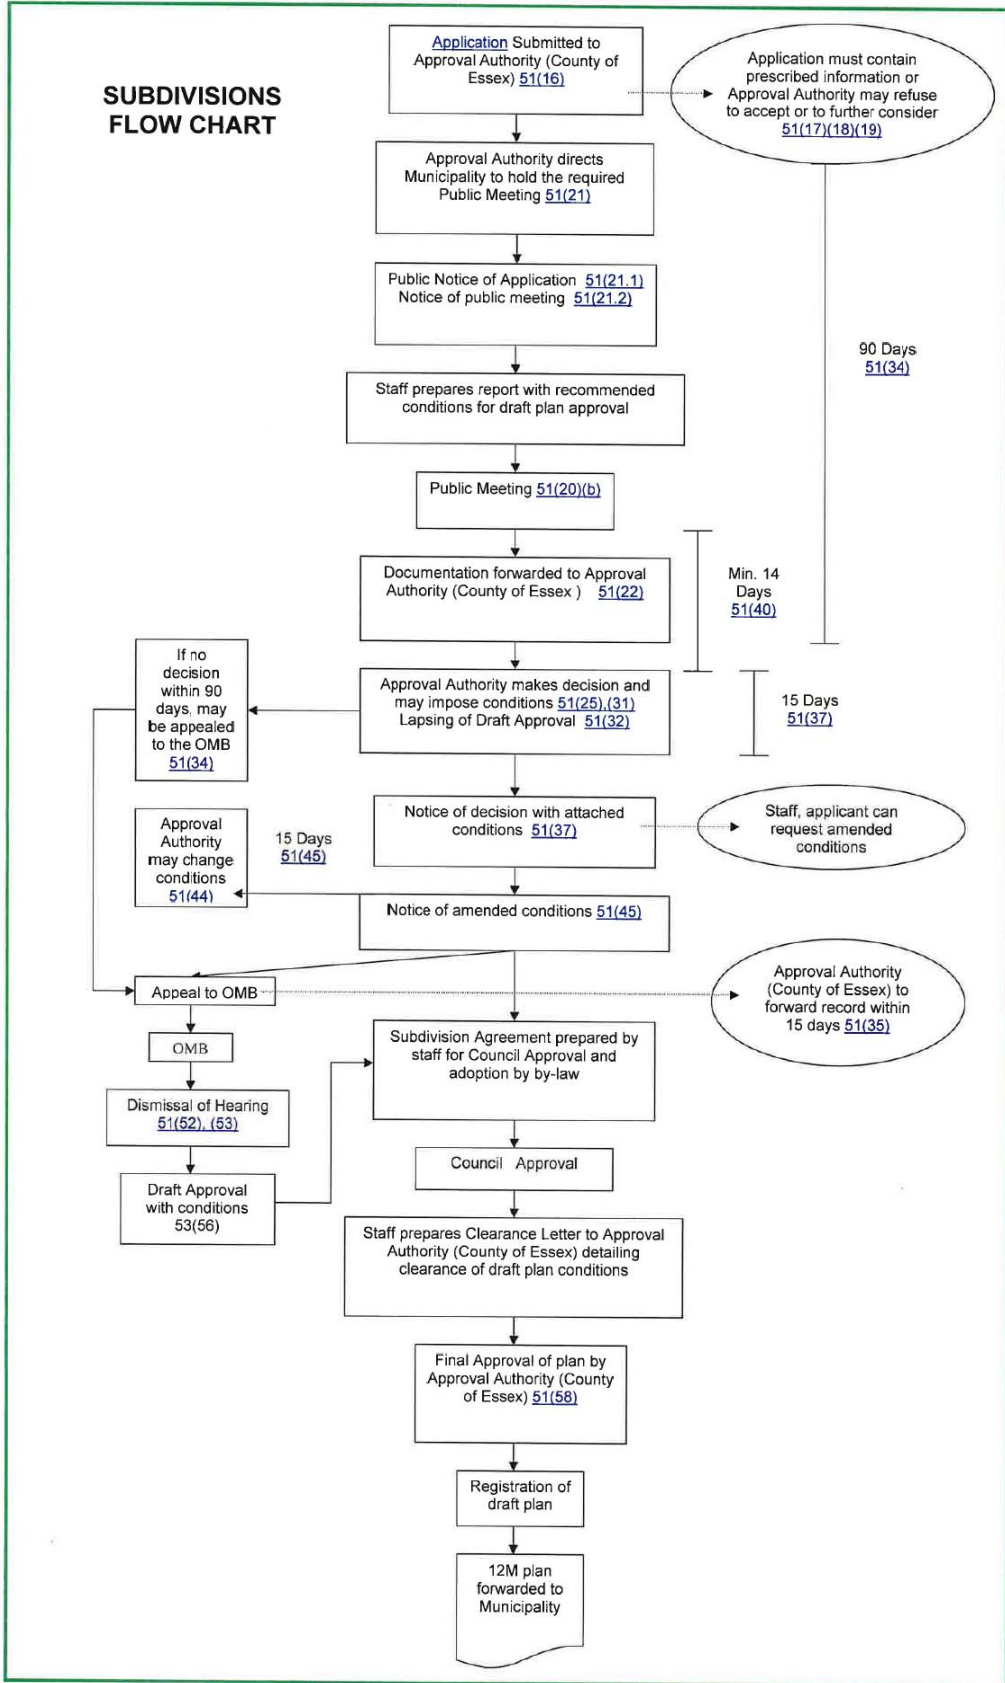 SUBDIVISIONS
FLOW CHART
Application Submitted to
Approval Authority (County of
Essex) 51(16)
Application must contain
prescribed information or
Approval Authority may refuse
to accept or to further consider
51(17)(18)(19)
Approval Authority directs
Municipality to hold the required
Public Meeting 51(21)
Public Notice of Application 51(21.1)
Notice of public meeting 51(21.2)
90 Days
51(34)
Staff prepares report with recommended
conditions for draft plan approval
Public Meeting 51(20)(b)
Documentation forwarded to Approval
Authority (County of Essex ) 51(22)
Min. 14
Days
51(40)
If no
decision
within 90
days, may
be appealed
to the OMB
51(34)
Approval Authority makes decision and
may impose conditions 51(25),(31)
Lapsing of Draft Approval 51(32)
15 Days
51(37)
Notice of decision with attached
conditions 51(37)
Staff, applicant can
request amended
conditions
Approval
Authority
may change
conditions
51(44)
15 Days
51(45)
Notice of amended conditions 51(45)
Appeal to OMB
Approval Authority
(County of Essex) to
forward record within
15 days 51(35)
OMB
Subdivision Agreement prepared by
staff for Council Approval and
adoption by by-law
Dismissal of Hearing
51(52), (53)
Council Approval
Draft Approval
with conditions
53(56)
Staff prepares Clearance Letter to Approval
Authority (County of Essex) detailing
clearance of draft plan conditions
Final Approval of plan by
Approval Authority (County
of Essex) 51(58)
Registration of
draft plan
12M plan
forwarded to
Municipality